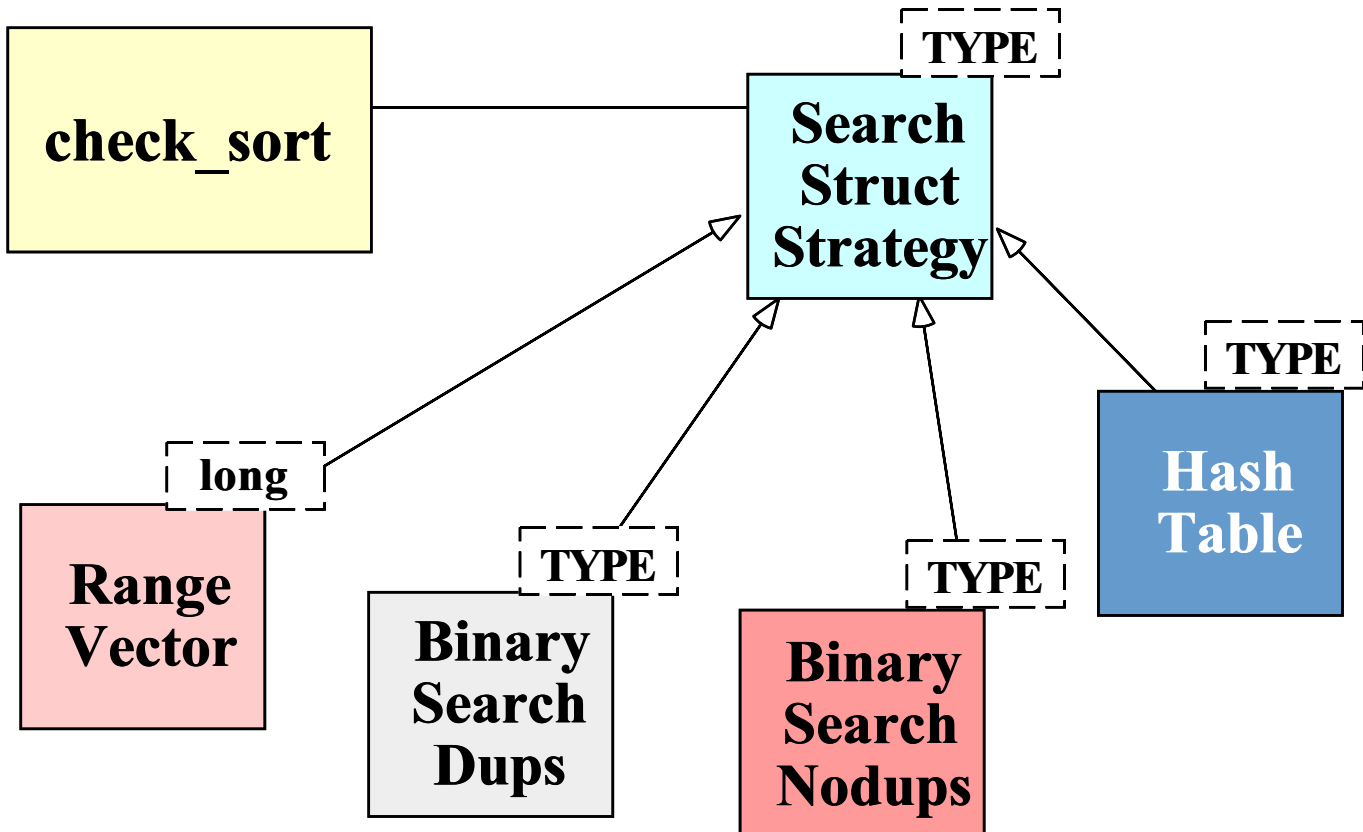 check_sort
TYPE
Search
Struct
Strategy
long
Range
Vector
TYPE
Binary
Search
Dups
TYPE
Binary
Search
Nodups
TYPE
Hash
Table